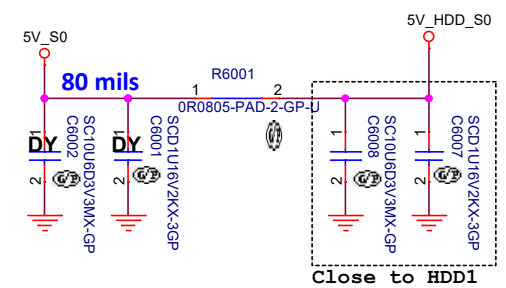 5V_S0
5V_HDD_S0
80 mils
R6001
1
2
0R0805-PAD-2-GP-U
DY
1
2
C6002
SC10U6D3V3MX-GP
G/P
DY
1
2
C6001
SCD1U16V2KX-3GP
G/P
G/P
1
2
C6008
SC10U6D3V3MX-GP
G/P
1
2
C6007
SCD1U16V2KX-3GP
G/P
Close to HDD1